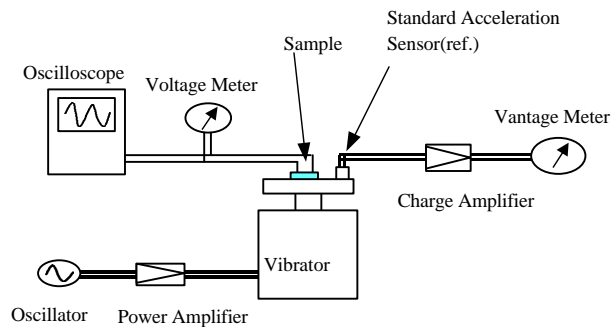 Standard Acceleration
Sensor(ref.)
Sample
Oscilloscope
Voltage Meter
Vantage Meter
Charge Amplifier
Vibrator
Oscillator
Power Amplifier